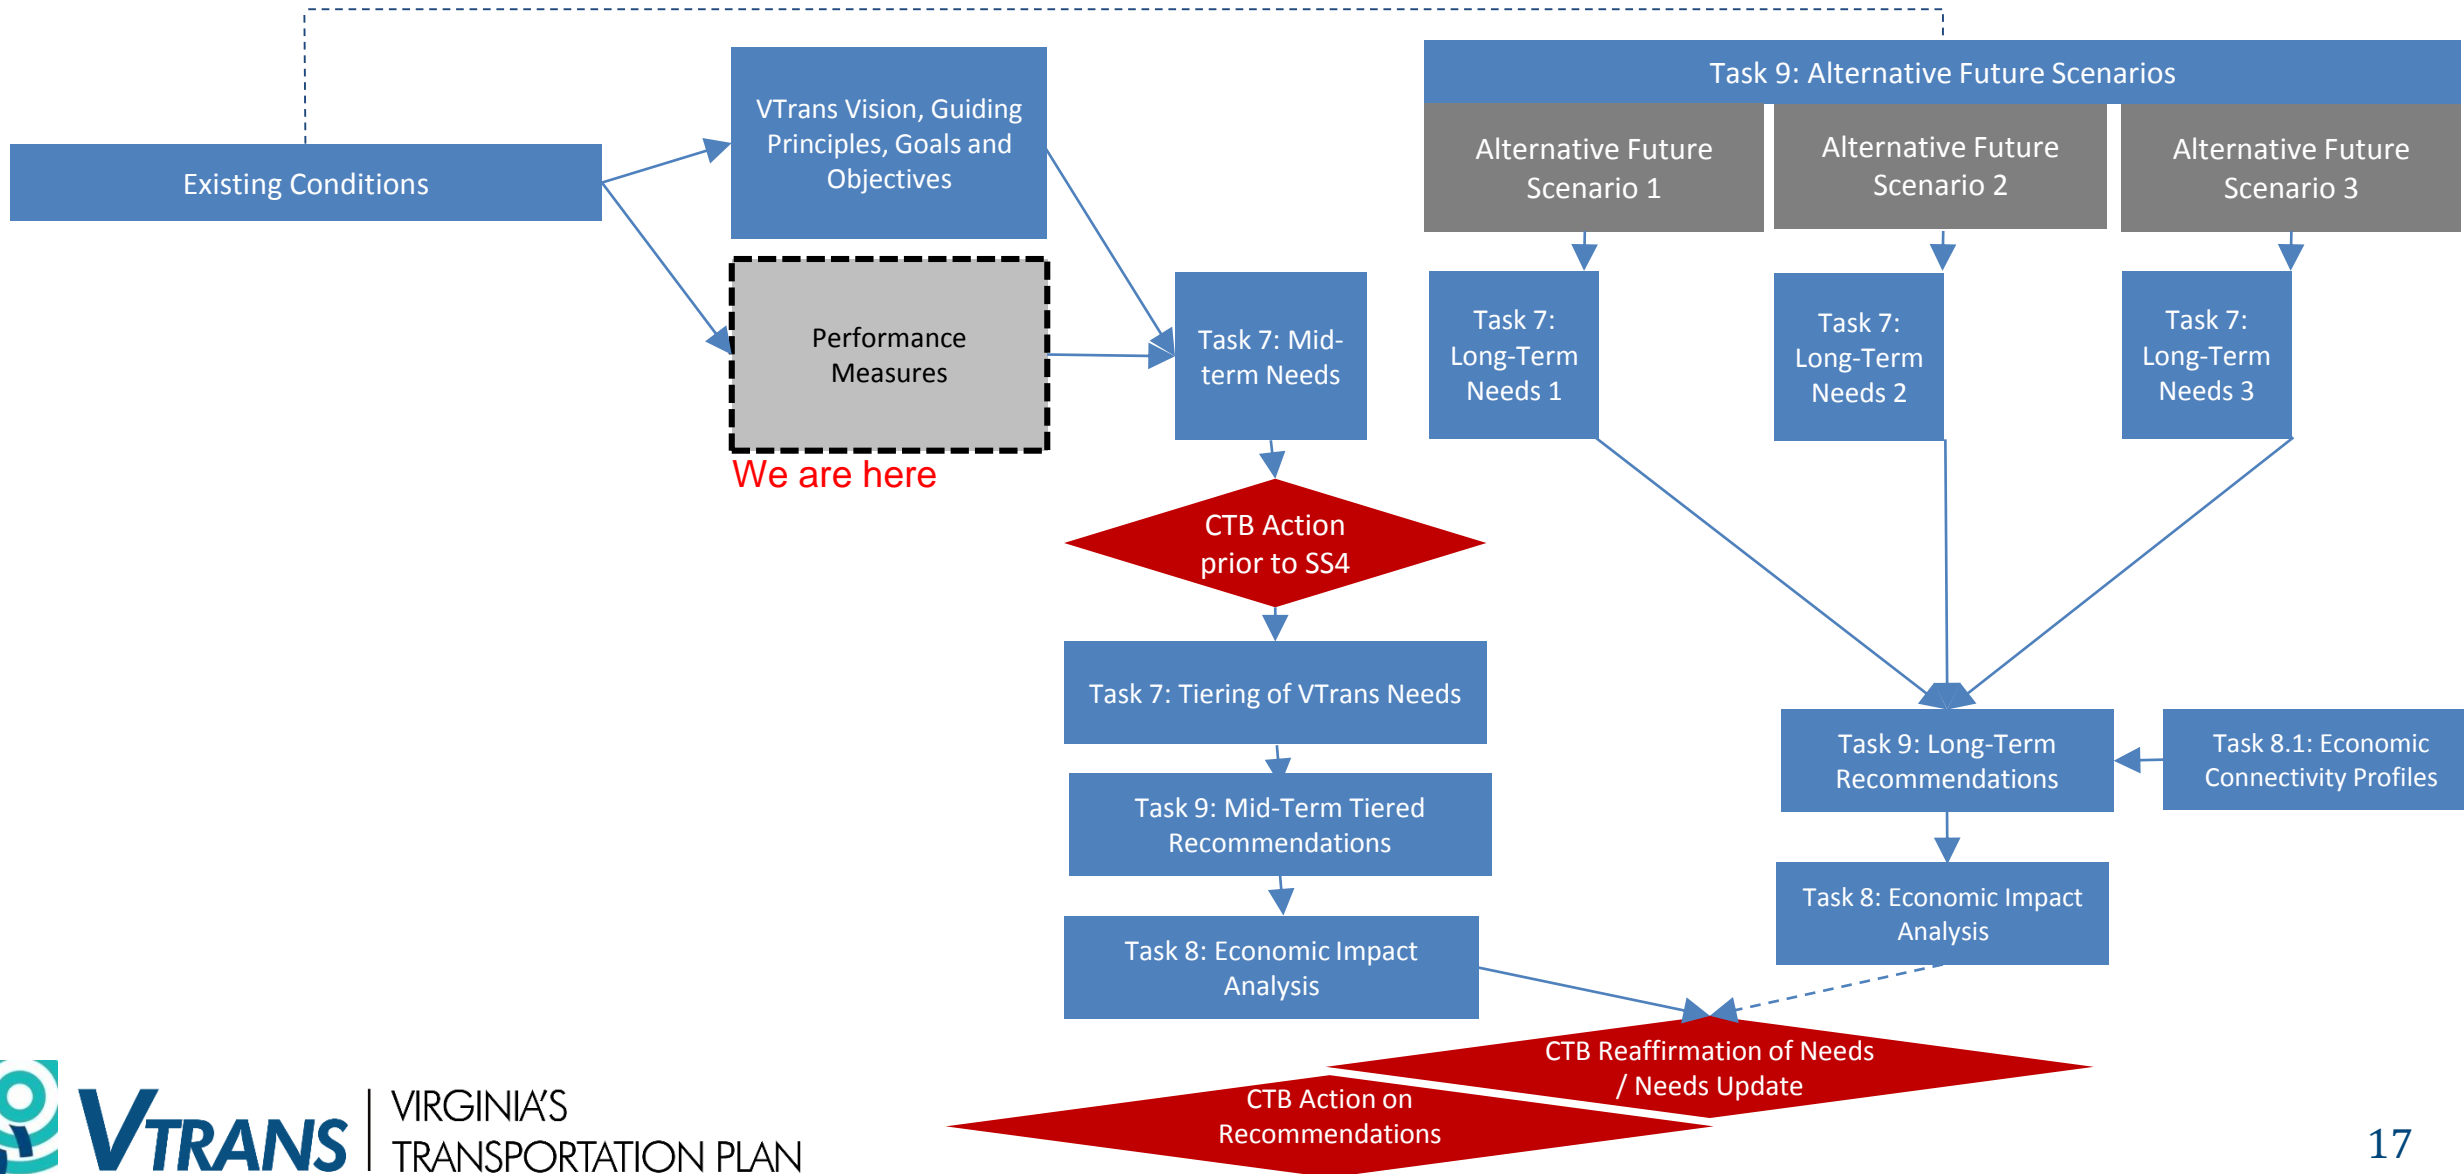 Existing Conditions
VTrans Vision, Guiding
Principles, Goals and
Objectives
Performance
Measures
We are here
Task 7: Mid-
term Needs
Task 9: Alternative Future Scenarios
Alternative Future
Scenario 1
Alternative Future
Scenario 2
Alternative Future
Scenario 3
Task 7:
Long-Term
Needs 1
Task 7:
Long-Term
Needs 2
Task 7:
Long-Term
Needs 3
CTB Action
prior to SS4
Task 7: Tiering of VTrans Needs
Task 9: Mid-Term Tiered
Recommendations
Task 8: Economic Impact
Analysis
Task 9: Long-Term
Recommendations
Task 8.1: Economic
Connectivity Profiles
Task 8: Economic Impact
Analysis
CTB Reaffirmation of Needs
/ Needs Update
CTB Action on
Recommendations
VTRANS
VIRGINIA'S
TRANSPORTATION PLAN
17